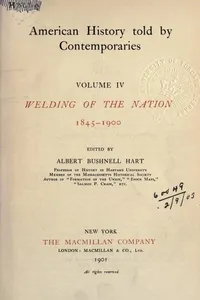 American History told by
Contemporaries
VOLUME IV
WELDING OF THE NATION
1845–1900
EDITED BY
ALBERT BUSHNELL HART
PROFESSOR OF HISTORY IN HARVARD UNIVERSITY
MEMBER OF THE MASSACHUSETTS HISTORICAL SOCIETY
AUTHOR OF "FORMATION OF THE UNION," "EPOCH MAPS,"
"SALMON P. CHASE," ETC.
NEW YORK
THE MACMILLAN COMPANY
LONDON: MACMILLAN & CO., LTD.
1901
All rights reserved